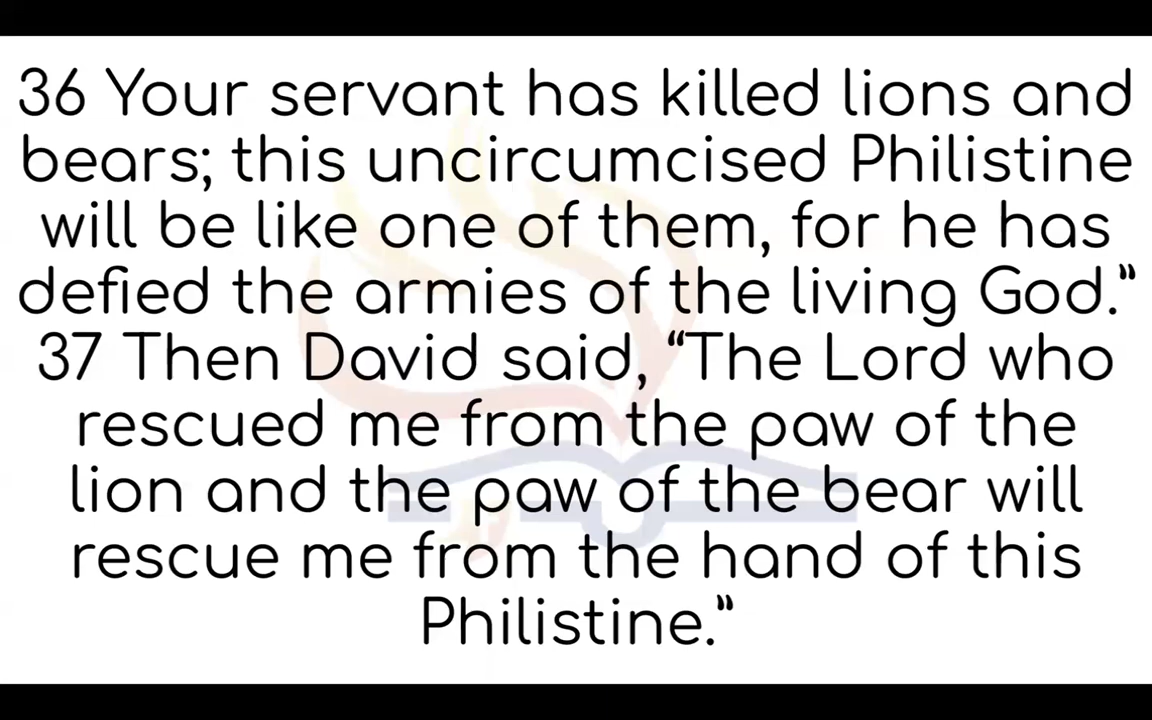 36 Your servant has killed lions and
bears; this uncircumcised Philistine
will be like one of them, for he has
defied the armies of the living God.”
37 Then David said, “The Lord who
rescued me from the paw of the
lion and the paw of the bear will
rescue me from the hand of this
Philistine.”